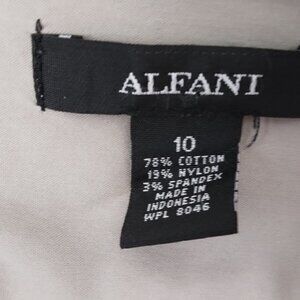 ALFANI
10
78% COTTON
19% NYLON
3% SPANDEX
MADE IN
INDONESIA
WPL 8046